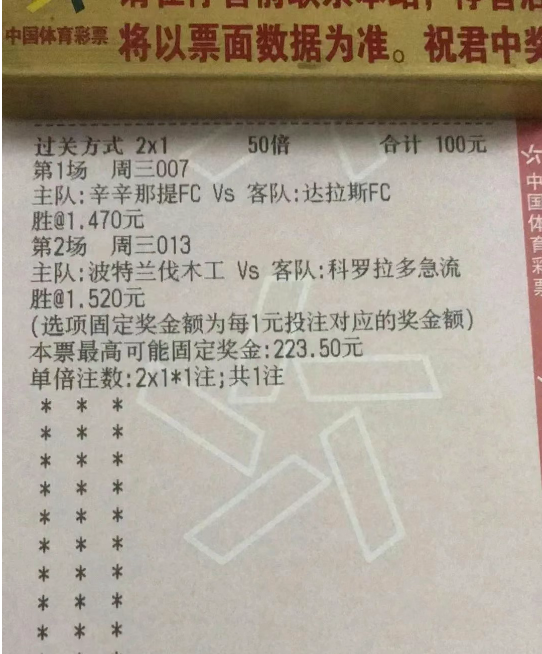 中国体育彩票
将以票面数据为准。祝君中奖
过关方式 2x1 50倍 合计 100元
第1场 周三007
主队:辛辛那提FC Vs 客队:达拉斯FC
胜@1.470元
第2场 周三013
主队:波特兰伐木工 Vs 客队:科罗拉多急流
胜@1.520元
(选项固定奖金额为每1元投注对应的奖金额)
本票最高可能固定奖金:223.50元
单倍注数:2x1*1注;共1注
* * *
* * *
* * *
* * *
* * *
* * *
* * *
* * *
* * *
中国体育彩票